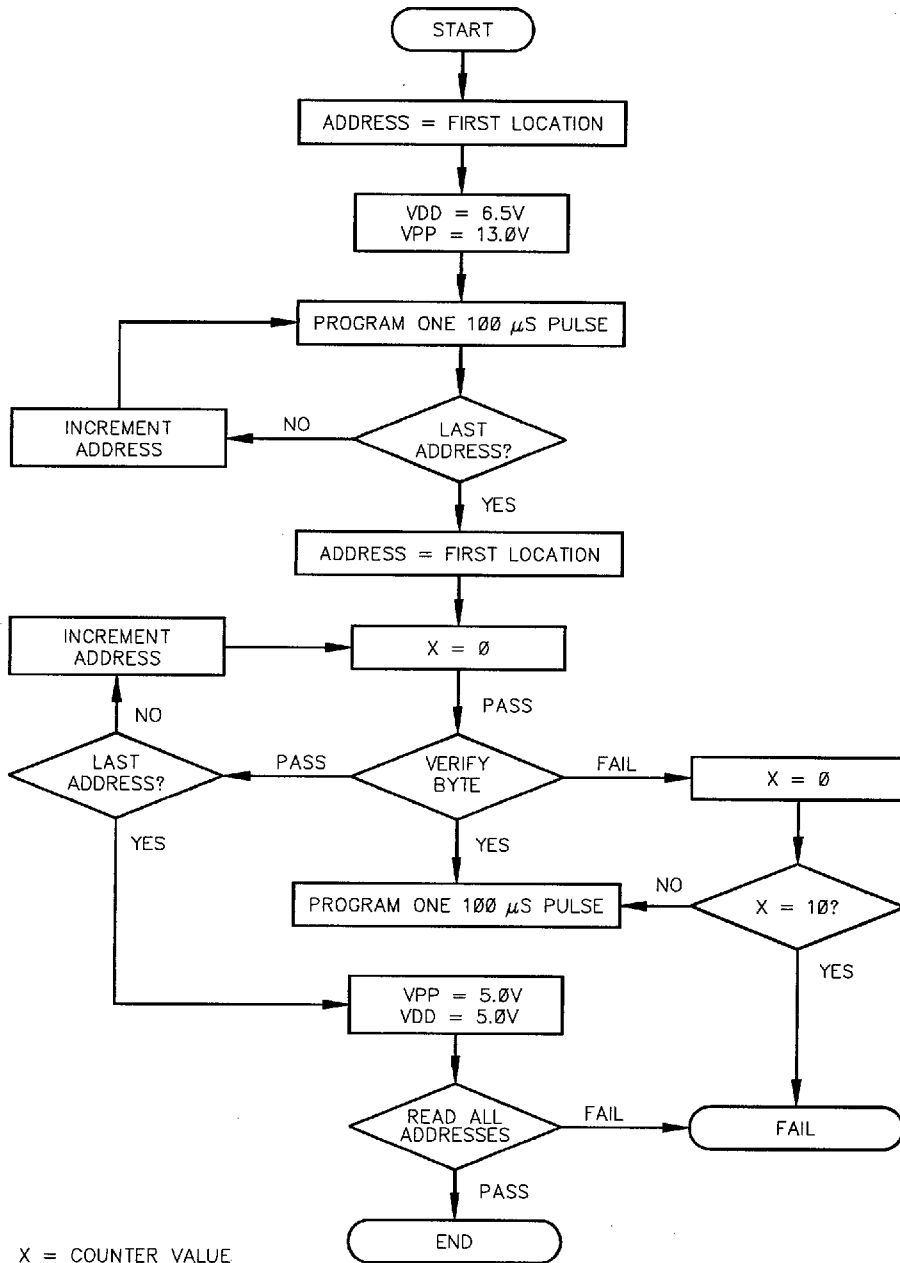 START
ADDRESS = FIRST LOCATION
VDD = 6.5V
VPP = 13.0V
PROGRAM ONE 100 μS PULSE
INCREMENT
ADDRESS
NO
LAST
ADDRESS?
YES
ADDRESS = FIRST LOCATION
INCREMENT
ADDRESS
X = 0
NO
PASS
LAST
ADDRESS?
PASS
VERIFY
BYTE
FAIL
X = 0
YES
YES
PROGRAM ONE 100 μS PULSE
NO
X = 10?
YES
VPP = 5.0V
VDD = 5.0V
READ ALL
ADDRESSES
FAIL
FAIL
PASS
END
X = COUNTER VALUE